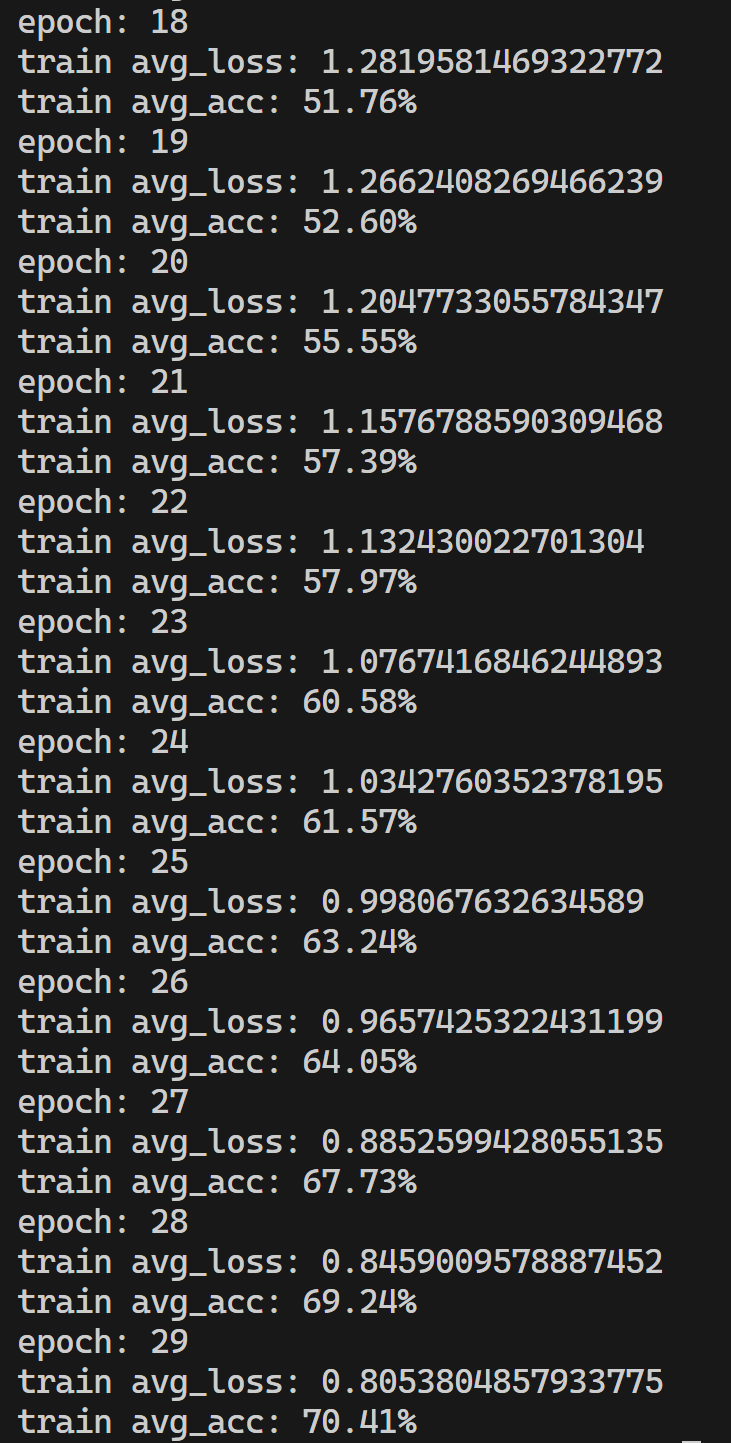 epoch: 18
train avg_loss: 1.2819581469322772
train avg_acc: 51.76%
epoch: 19
train avg_loss: 1.2662408269466239
train avg_acc: 52.60%
epoch: 20
train avg_loss: 1.2047733055784347
train avg_acc: 55.55%
epoch: 21
train avg_loss: 1.1576788590309468
train avg_acc: 57.39%
epoch: 22
train avg_loss: 1.132430022701304
train avg_acc: 57.97%
epoch: 23
train avg_loss: 1.0767416846244893
train avg_acc: 60.58%
epoch: 24
train avg_loss: 1.0342760352378195
train avg_acc: 61.57%
epoch: 25
train avg_loss: 0.998067632634589
train avg_acc: 63.24%
epoch: 26
train avg_loss: 0.9657425322431199
train avg_acc: 64.05%
epoch: 27
train avg_loss: 0.8852599428055135
train avg_acc: 67.73%
epoch: 28
train avg_loss: 0.8459009578887452
train avg_acc: 69.24%
epoch: 29
train avg_loss: 0.8053804857933775
train avg_acc: 70.41%